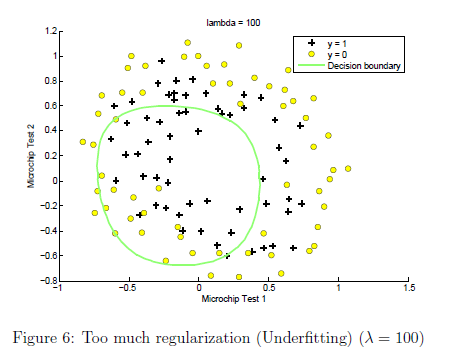 lambda = 100
y = 1
y = 0
Decision boundary
Microchip Test 2
1.2
1
0.8
0.6
0.4
0.2
0
−0.2
−0.4
−0.6
−0.8
−1
−0.5
0
0.5
1
1.5
Microchip Test 1
Figure 6: Too much regularization (Underfitting) (λ = 100)